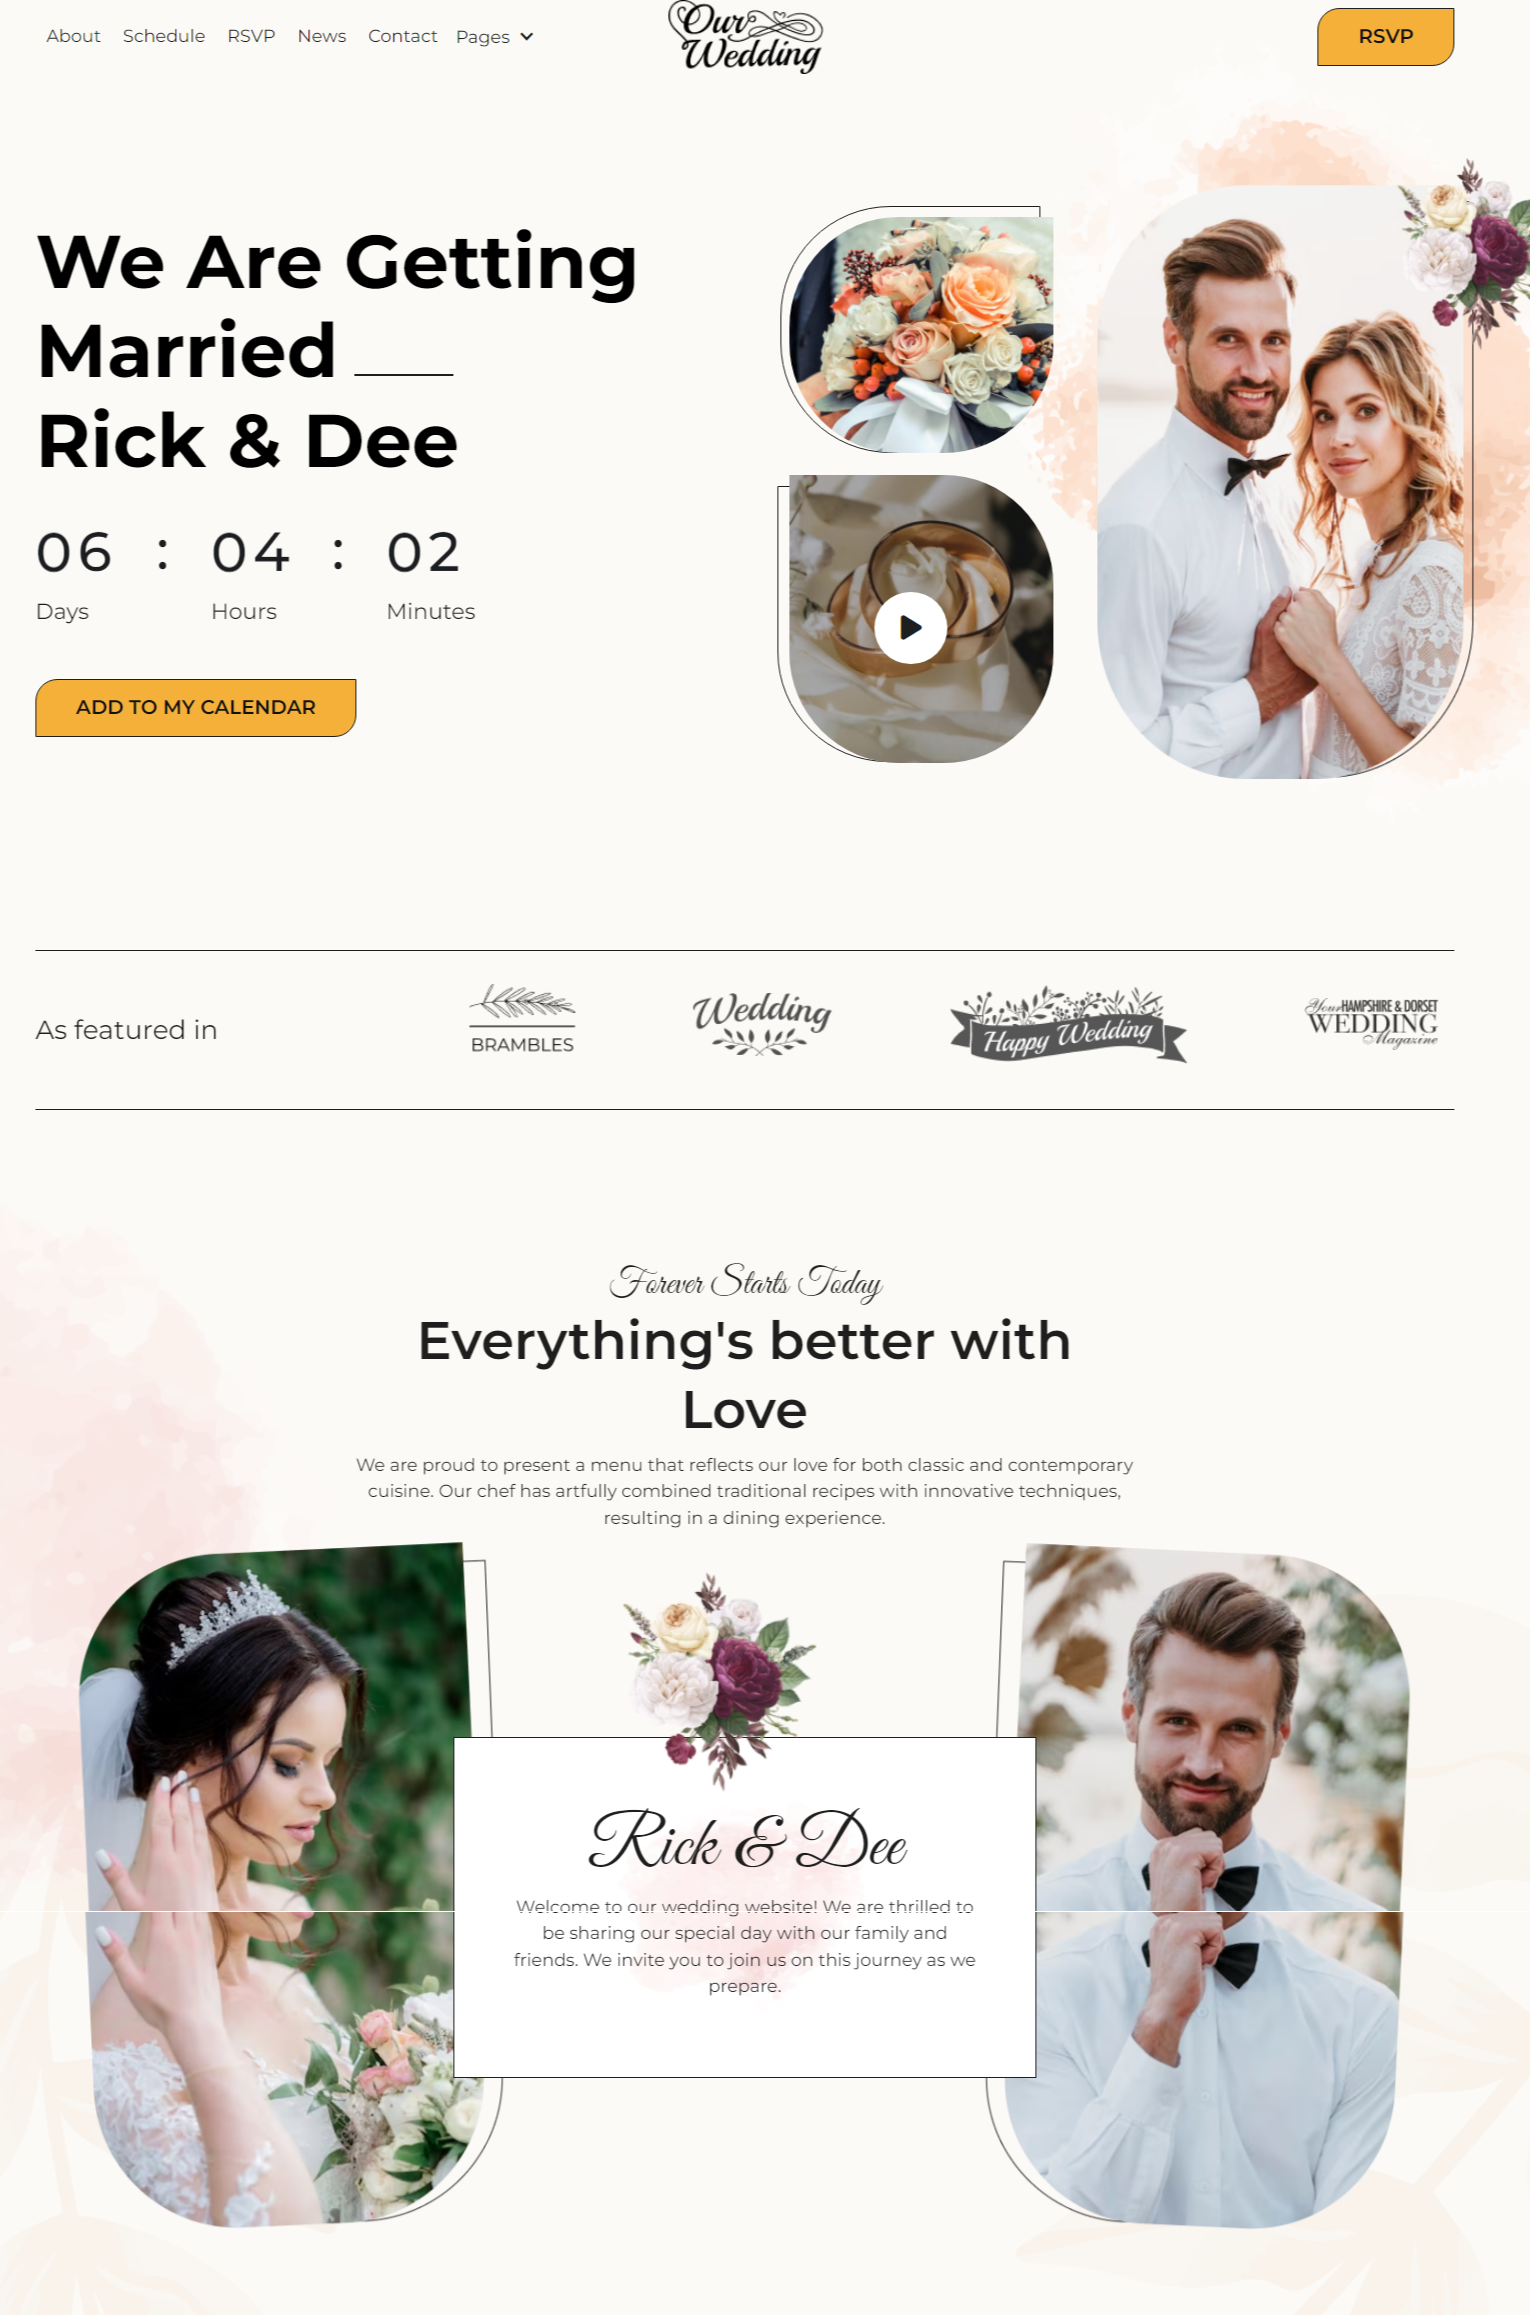 About Schedule RSVP News Contact Pages
Our
Wedding
RSVP
We Are Getting
Married
Rick & Dee
06 : 04 : 02
Days Hours Minutes
ADD TO MY CALENDAR
As featured in
BRAMBLES
Wedding
Happy Wedding
Your HAMPSHIRE & DORSET
WEDDING
Magazine
Forever Starts Today
Everything's better with
Love
We are proud to present a menu that reflects our love for both classic and contemporary
cuisine. Our chef has artfully combined traditional recipes with innovative techniques,
resulting in a dining experience.
Rick & Dee
Welcome to our wedding website! We are thrilled to
be sharing our special day with our family and
friends. We invite you to join us on this journey as we
prepare.